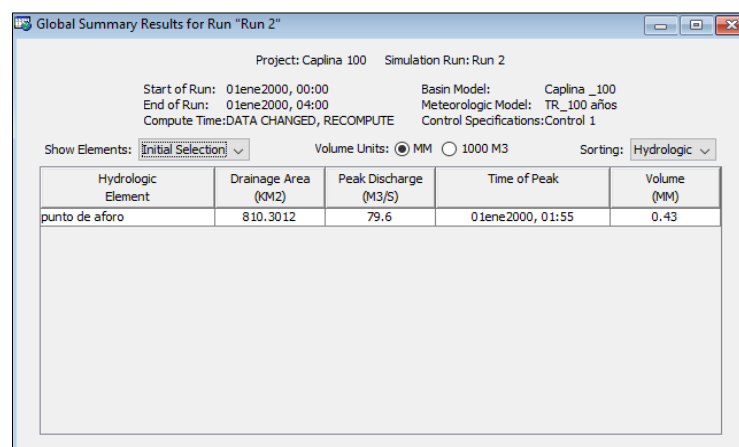 Global Summary Results for Run "Run 2"
Project: Caplina 100 Simulation Run: Run 2
Start of Run: 01ene2000, 00:00 Basin Model: Caplina _100
End of Run: 01ene2000, 04:00 Meteorologic Model: TR_100 años
Compute Time:DATA CHANGED, RECOMPUTE Control Specifications:Control 1
Show Elements: Initial Selection Volume Units: MM 1000 M3 Sorting: Hydrologic
Hydrologic Drainage Area Peak Discharge Time of Peak Volume
Element (KM2) (M3/S) (MM)
punto de aforo 810.3012 79.6 01ene2000, 01:55 0.43